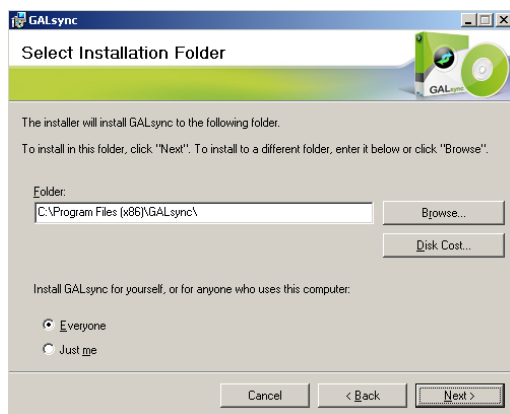 GALsync
Select Installation Folder
GALsync
The installer will install GALsync to the following folder.
To install in this folder, click "Next". To install to a different folder, enter it below or click "Browse".
Folder:
C:\Program Files (x86)\GALsync\
Browse...
Disk Cost...
Install GALsync for yourself, or for anyone who uses this computer:
Everyone
Just me
Cancel
< Back
Next >